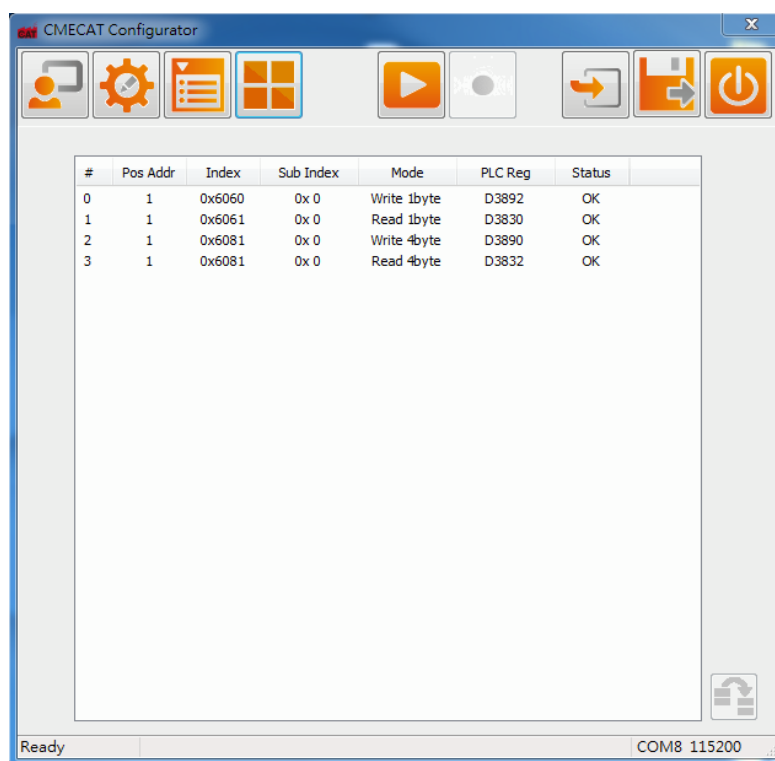 CAT CMECAT Configurator
# Pos Addr Index Sub Index Mode PLC Reg Status
0 1 0x6060 0x 0 Write 1byte D3892 OK
1 1 0x6061 0x 0 Read 1byte D3830 OK
2 1 0x6081 0x 0 Write 4byte D3890 OK
3 1 0x6081 0x 0 Read 4byte D3832 OK
Ready COM8 115200